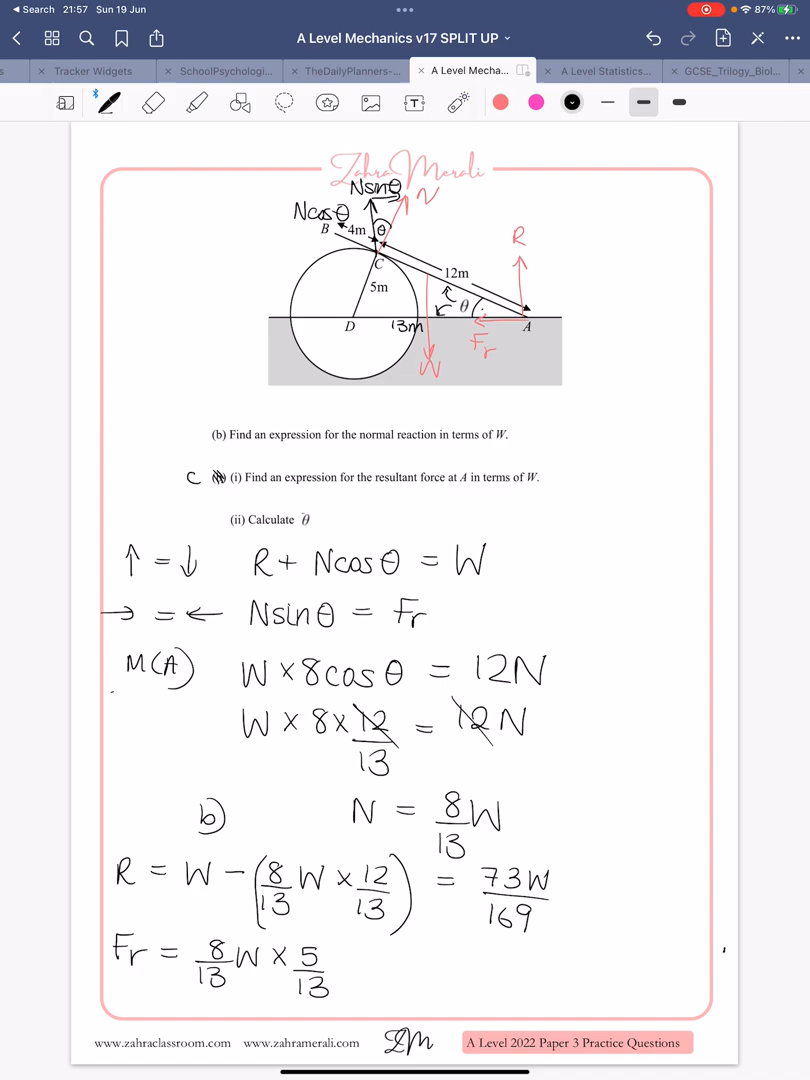 ◀ Search 21:57 Sun 19 Jun 87%
A Level Mechanics v17 SPLIT UP
s × Tracker Widgets × SchoolPsychologi... × TheDailyPlanners-... × A Level Mecha... × A Level Statistics... × GCSE_Trilogy_Biol...
Zahra Merali
Nsinθ
N
Ncosθ
B 4m θ
R
C
12m
5m
θ
D 13m A
Fr
W
(b) Find an expression for the normal reaction in terms of W.
C (i) Find an expression for the resultant force at A in terms of W.
(ii) Calculate θ
↑ = ↓ R + Ncosθ = W
→ = ← Nsinθ = Fr
M(A) W × 8cosθ = 12N
W × 8 × 12/13 = 12N
b) N = 8/13 W
R = W - (8/13 W × 12/13) = 73W/169
Fr = 8/13 W × 5/13
www.zahraclassroom.com www.zahramerali.com ZM A Level 2022 Paper 3 Practice Questions